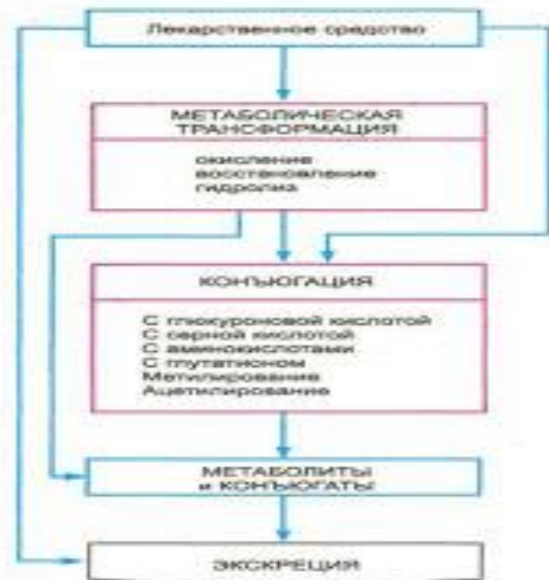 Лекарственное средство
МЕТАБОЛИЧЕСКАЯ
ТРАНСФОРМАЦИЯ
окисление
восстановление
гидролиз
КОНЪЮГАЦИЯ
С глюкуроновой кислотой
С серной кислотой
С аминокислотами
С глутатионом
Метилирование
Ацетилирование
МЕТАБОЛИТЫ
и КОНЪЮГАТЫ
ЭКСКРЕЦИЯ